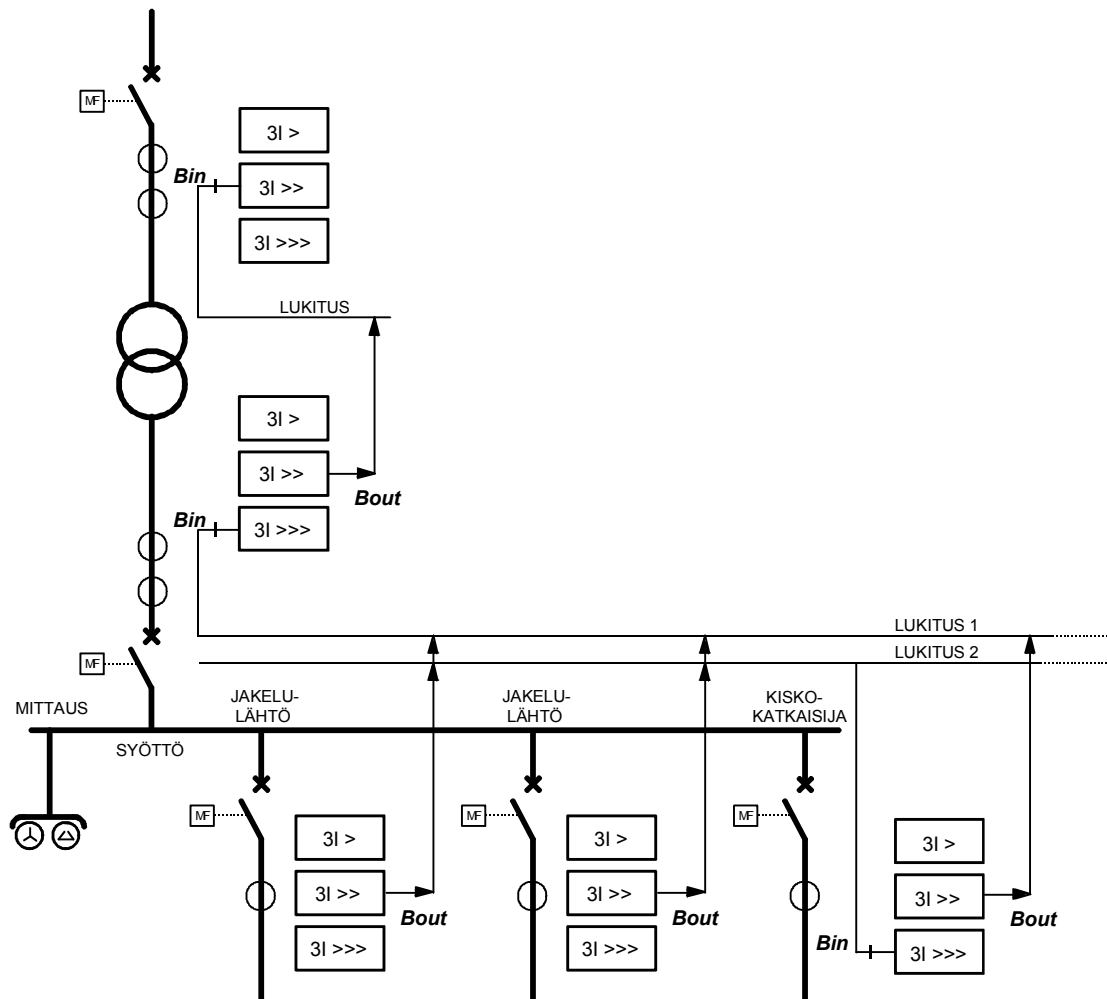 MF
3I >
Bin
3I >>
3I >>>
LUKITUS
3I >
3I >>
Bout
Bin
3I >>>
LUKITUS 1
MF
LUKITUS 2
MITTAUS
JAKELU-
LÄHTÖ
JAKELU-
LÄHTÖ
KISKO-
KATKAISIJA
SYÖTTÖ
MF
MF
MF
3I >
3I >
3I >
3I >>
3I >>
3I >>
Bout
Bout
Bout
3I >>>
3I >>>
Bin
3I >>>